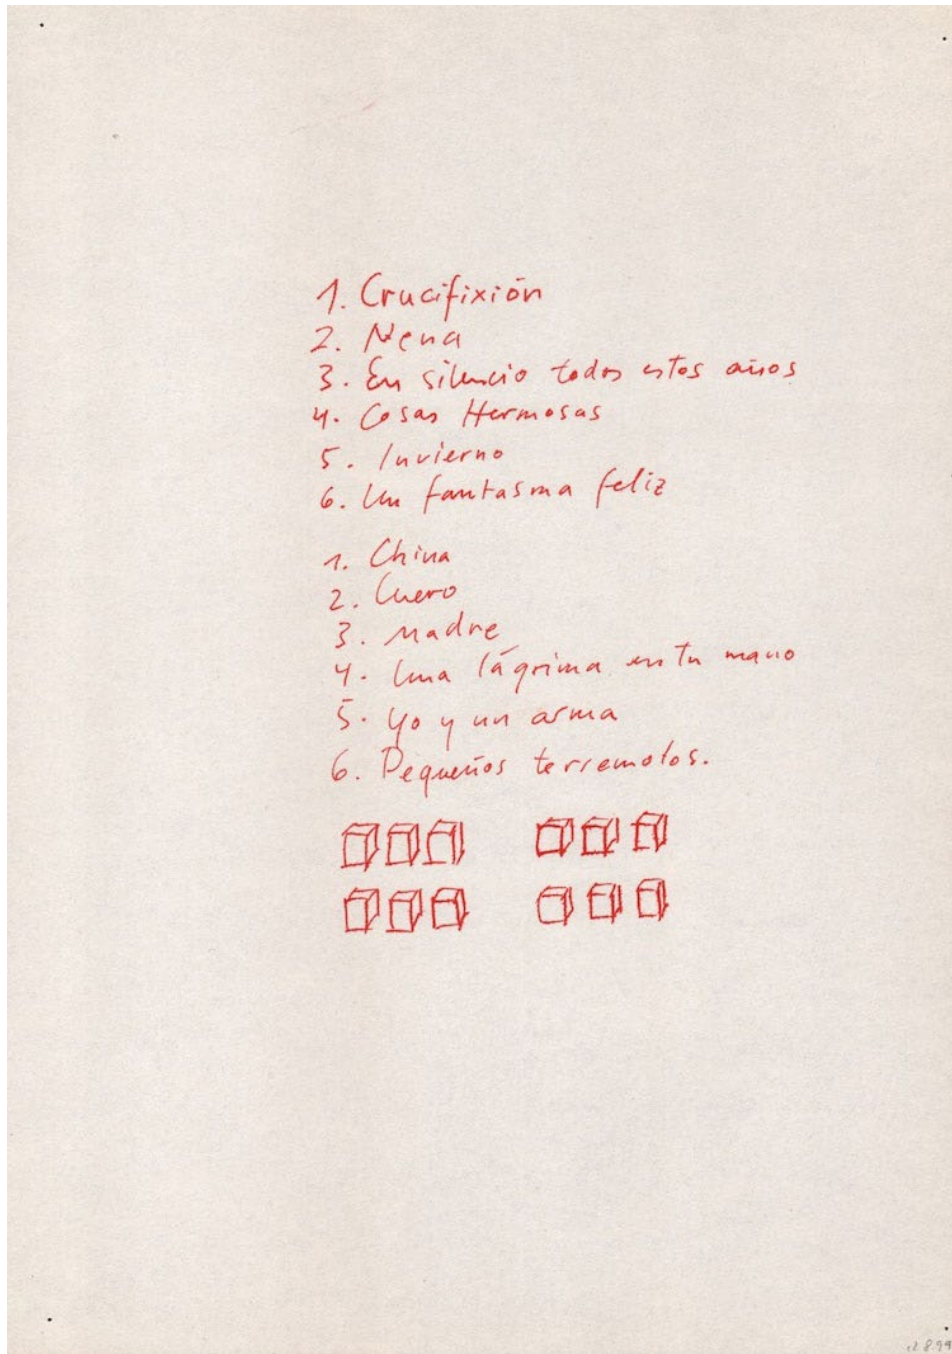 1. Crucifixión
2. Nena
3. En silencio todos estos años
4. Cosas Hermosas
5. Invierno
6. Un fantasma feliz
1. China
2. Cuero
3. Madre
4. Una lágrima en tu mano
5. Yo y un arma
6. Pequeños terremotos.